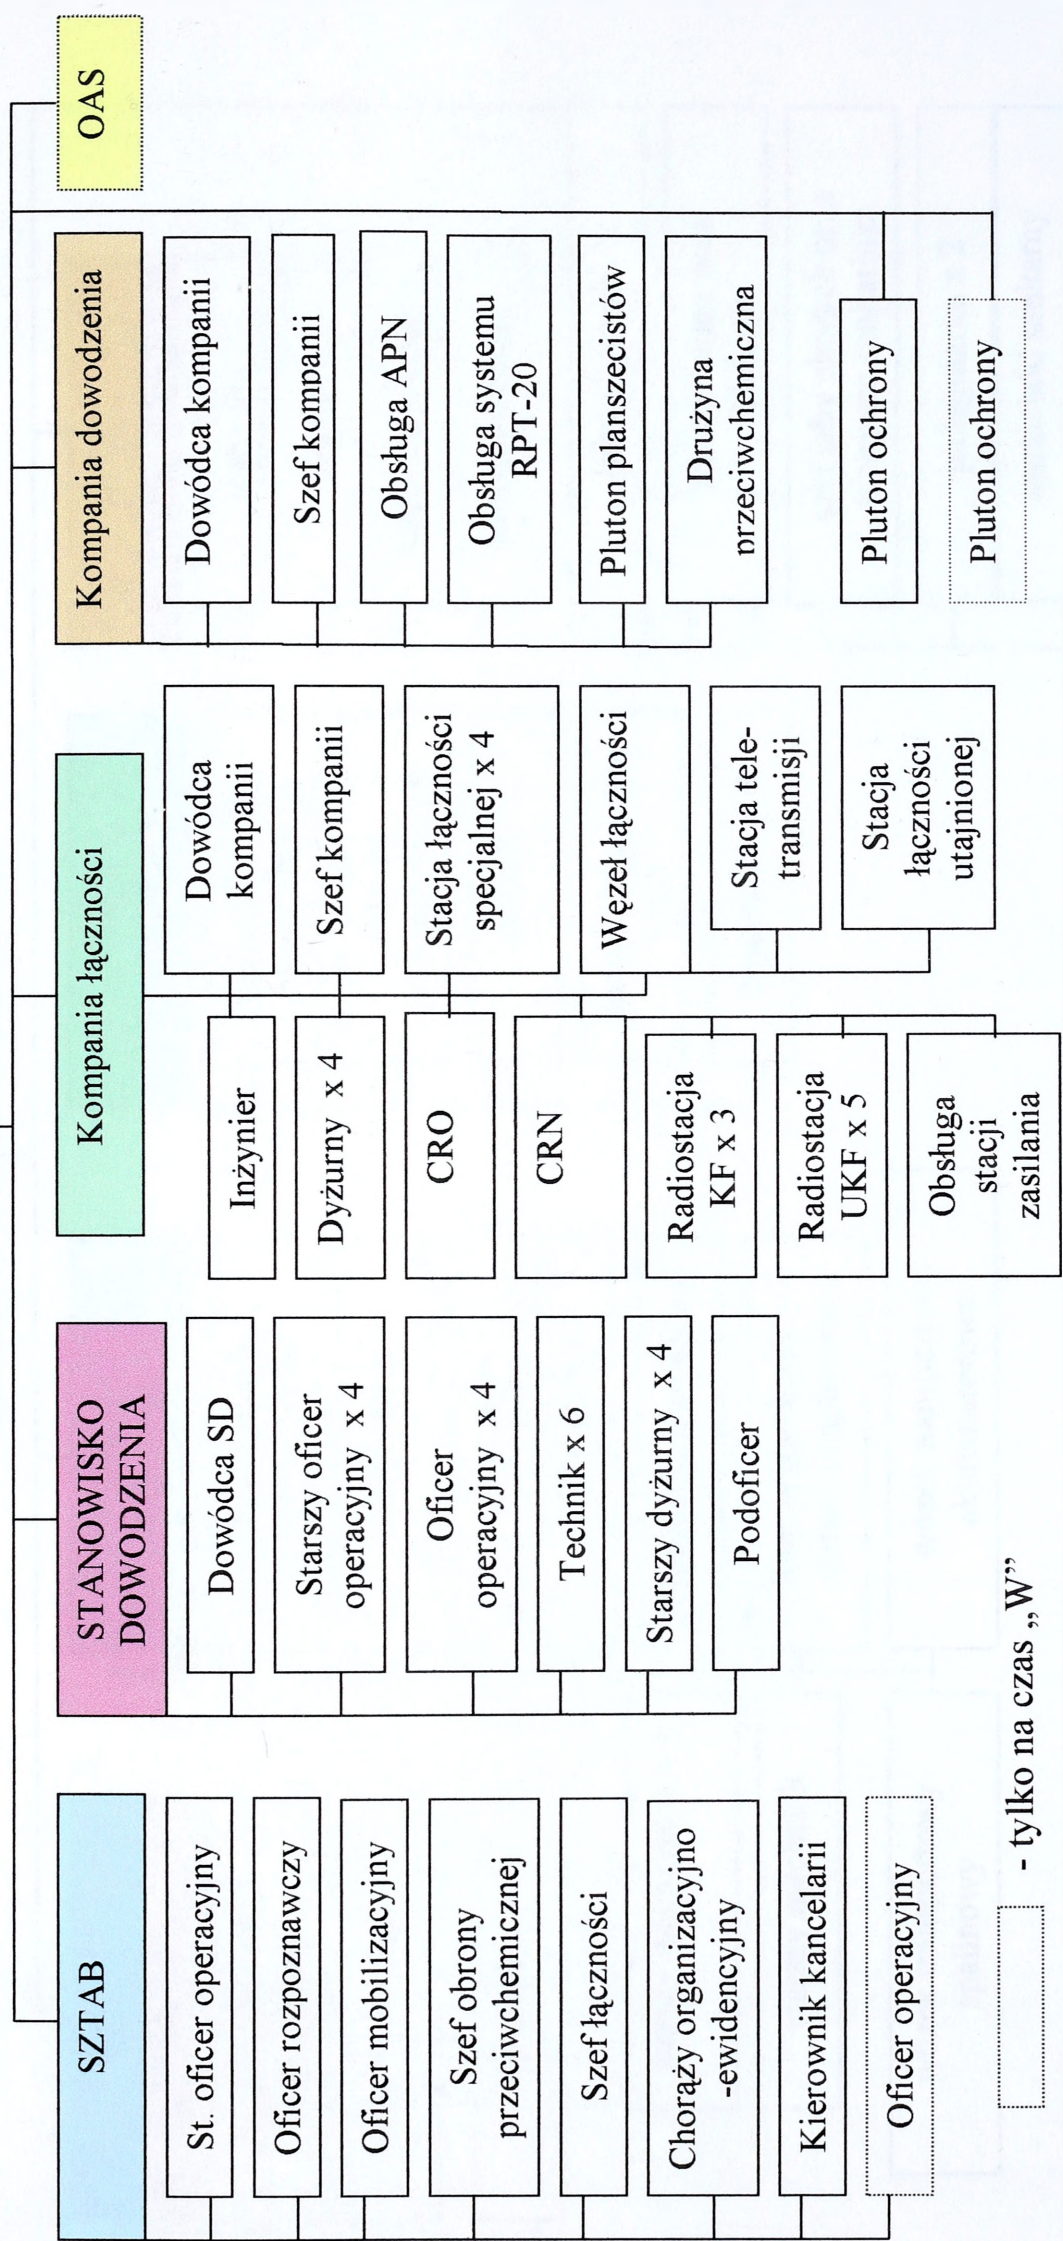 SZTAB
St. oficer operacyjny
Oficer rozpoznawczy
Oficer mobilizacyjny
Szef obrony
przeciwchemicznej
Szef łączności
Chorąży organizacyjno
-ewidencyjny
Kierownik kancelarii
Oficer operacyjny
STANOWISKO
DOWODZENIA
Dowódca SD
Starszy oficer
operacyjny x 4
Oficer
operacyjny x 4
Technik x 6
Starszy dyżurny x 4
Podoficer
Kompania łączności
Inżynier
Dyżurny x 4
CRO
CRN
Radiostacja
KF x 3
Radiostacja
UKF x 5
Obsługa
stacji
zasilania
Dowódca
kompanii
Szef kompanii
Stacja łączności
specjalnej x 4
Węzeł łączności
Stacja tele-
transmisji
Stacja
łączności
utajnionej
Kompania dowodzenia
Dowódca kompanii
Szef kompanii
Obsługa APN
Obsługa systemu
RPT-20
Pluton planszecistów
Drużyna
przeciwchemiczna
Pluton ochrony
Pluton ochrony
OAS
- tylko na czas „W”